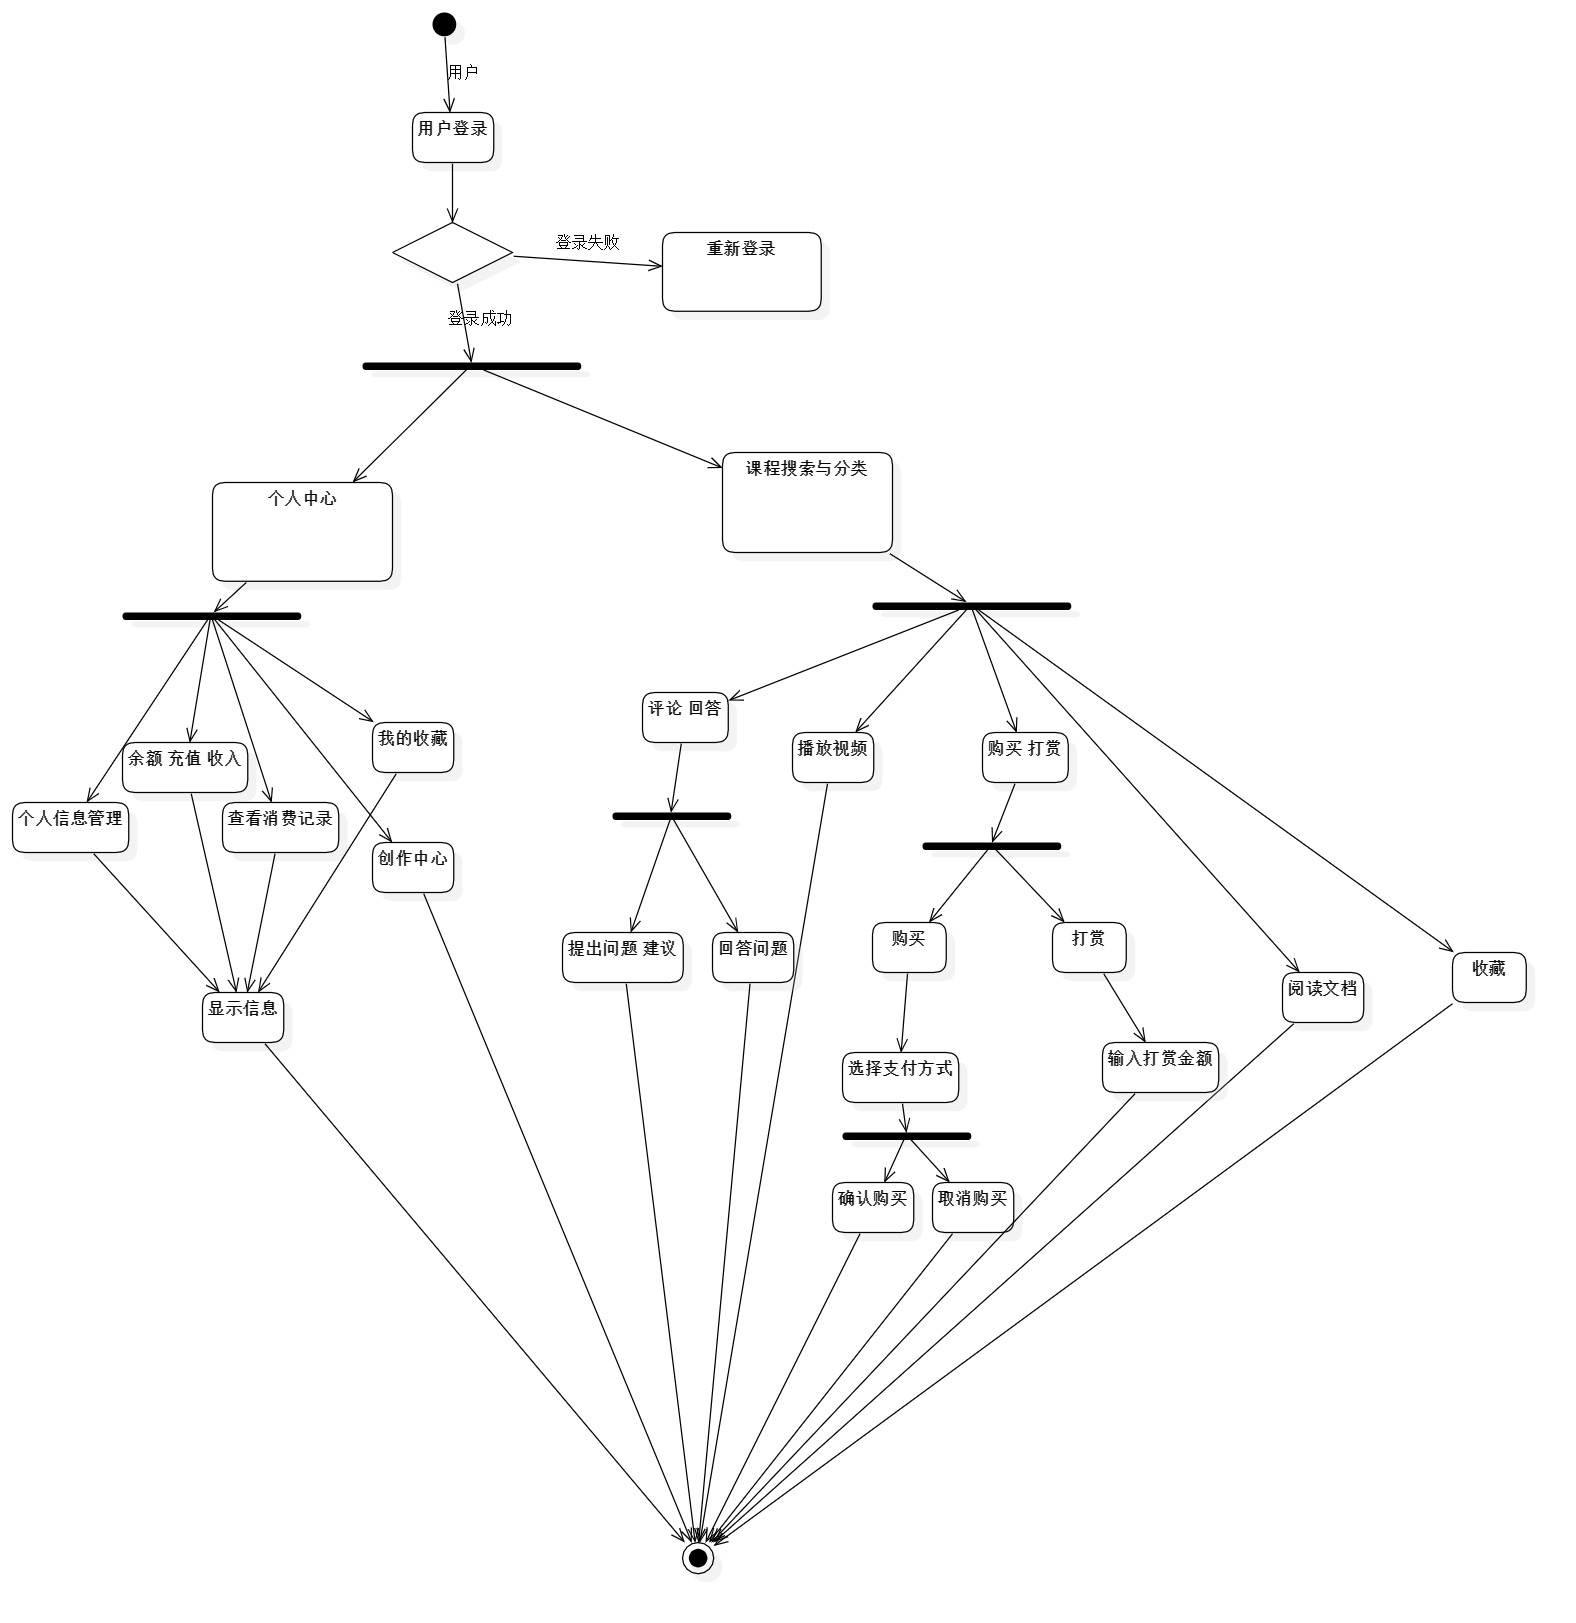 用户
用户登录
登录失败
重新登录
登录成功
课程搜索与分类
个人中心
评论 回答
我的收藏
播放视频
购买 打赏
余额 充值 收入
个人信息管理
查看消费记录
创作中心
购买
打赏
提出问题 建议
回答问题
收藏
阅读文档
显示信息
输入打赏金额
选择支付方式
确认购买
取消购买